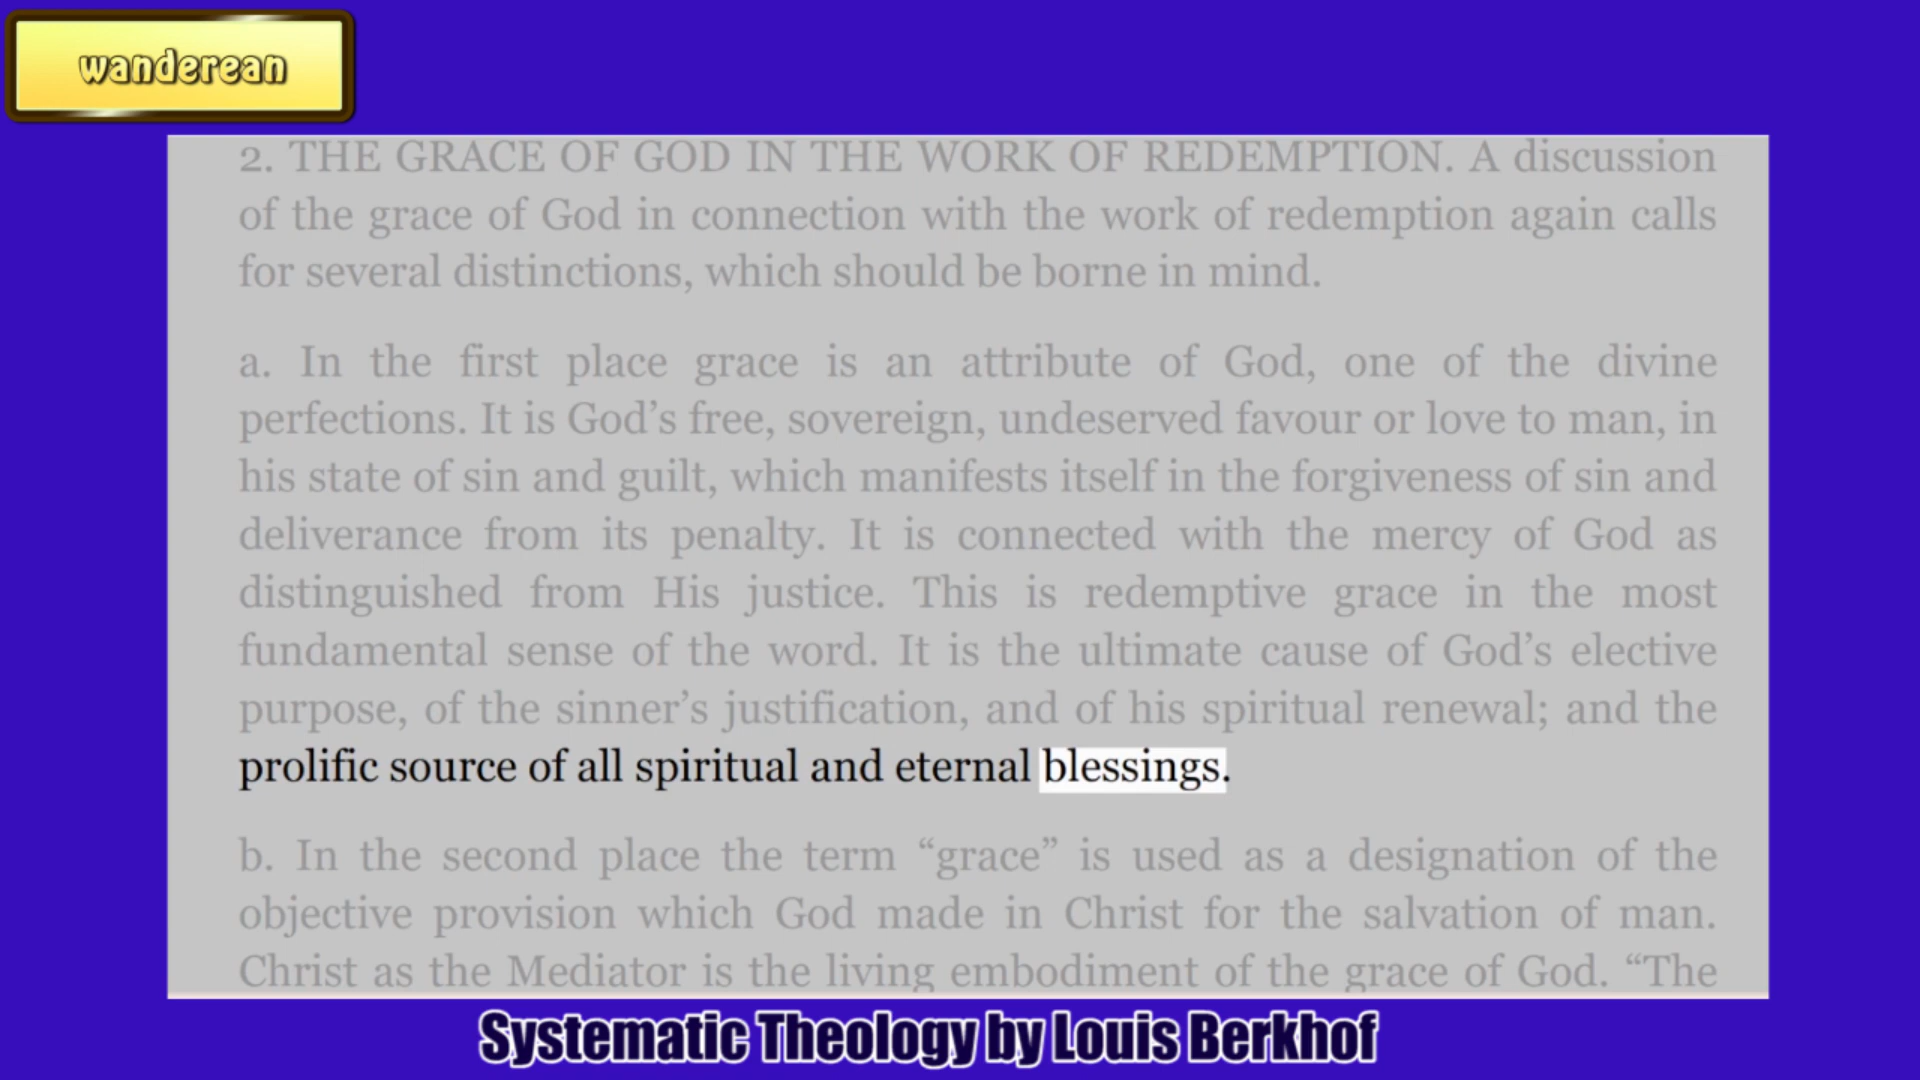 wanderean
2. THE GRACE OF GOD IN THE WORK OF REDEMPTION. A discussion
of the grace of God in connection with the work of redemption again calls
for several distinctions, which should be borne in mind.
a. In the first place grace is an attribute of God, one of the divine
perfections. It is God’s free, sovereign, undeserved favour or love to man, in
his state of sin and guilt, which manifests itself in the forgiveness of sin and
deliverance from its penalty. It is connected with the mercy of God as
distinguished from His justice. This is redemptive grace in the most
fundamental sense of the word. It is the ultimate cause of God’s elective
purpose, of the sinner’s justification, and of his spiritual renewal; and the
prolific source of all spiritual and eternal blessings.
b. In the second place the term “grace” is used as a designation of the
objective provision which God made in Christ for the salvation of man.
Christ as the Mediator is the living embodiment of the grace of God. “The
Systematic Theology by Louis Berkhof